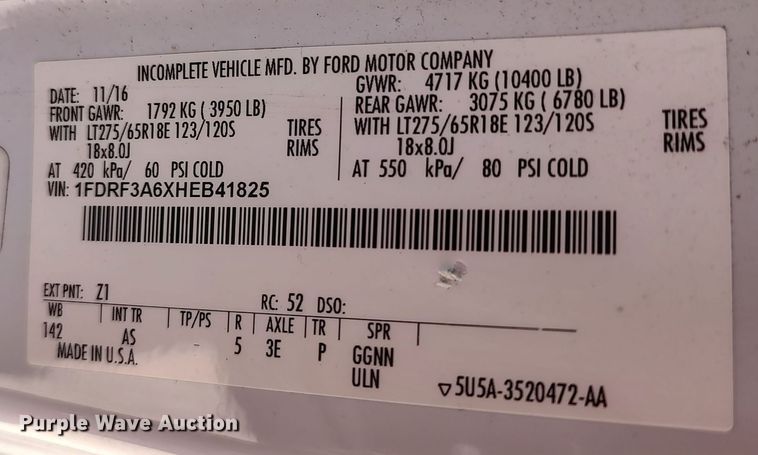 INCOMPLETE VEHICLE MFD. BY FORD MOTOR COMPANY
DATE: 11/16 GVWR: 4717 KG (10400 LB)
FRONT GAWR: 1792 KG ( 3950 LB) REAR GAWR: 3075 KG ( 6780 LB)
WITH LT275/65R18E 123/120S TIRES WITH LT275/65R18E 123/120S TIRES
18x8.0J RIMS 18x8.0J RIMS
AT 420 kPa/ 60 PSI COLD AT 550 kPa/ 80 PSI COLD
VIN: 1FDRF3A6XHEB41825
EXT PNT: Z1 RC: 52 DSO:
WB INT TR TP/PS R AXLE TR SPR
142 AS - 5 3E P GGNN
MADE IN U.S.A. ULN
5U5A-3520472-AA
Purple Wave Auction